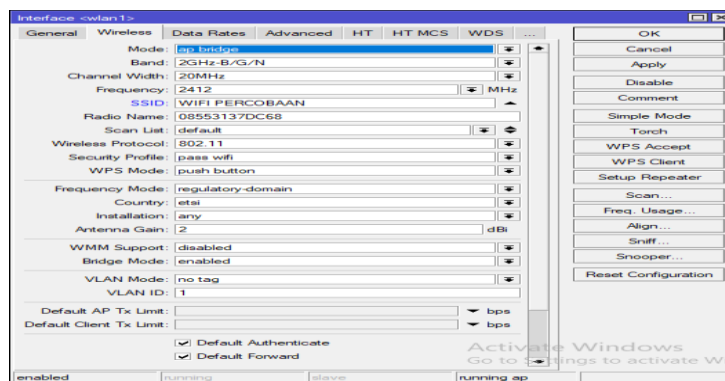 Interface <wlan1>
General Wireless Data Rates Advanced HT HT MCS WDS ...
Mode: ap bridge
Band: 2GHz-B/G/N
Channel Width: 20MHz
Frequency: 2412 MHz
SSID: WIFI PERCOBAAN
Radio Name: 08553137DC68
Scan List: default
Wireless Protocol: 802.11
Security Profile: pass wifi
WPS Mode: push button
Frequency Mode: regulatory-domain
Country: etsi
Installation: any
Antenna Gain: 2 dBi
WMM Support: disabled
Bridge Mode: enabled
VLAN Mode: no tag
VLAN ID: 1
Default AP Tx Limit: bps
Default Client Tx Limit: bps
Default Authenticate
Default Forward
OK
Cancel
Apply
Disable
Comment
Simple Mode
Torch
WPS Accept
WPS Client
Setup Repeater
Scan...
Freq. Usage...
Align...
Sniff...
Snooper...
Reset Configuration
Activate Windows
Go to Settings to activate W
enabled running slave running ap